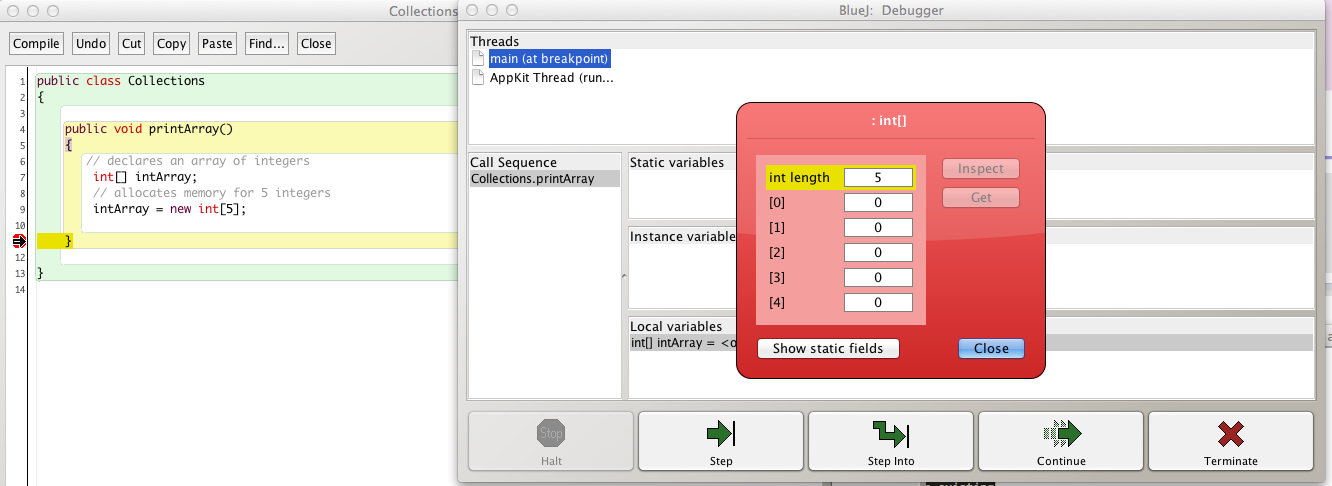 Collections
Compile Undo Cut Copy Paste Find... Close
1 public class Collections
2 {
3
4 public void printArray()
5 {
6 // declares an array of integers
7 int[] intArray;
8 // allocates memory for 5 integers
9 intArray = new int[5];
10
}
12
13 }
14
BlueJ: Debugger
Threads
main (at breakpoint)
AppKit Thread (run...
Call Sequence
Collections.printArray
Static variables
Instance variable
Local variables
int[] intArray = <o
: int[]
int length 5
[0] 0
[1] 0
[2] 0
[3] 0
[4] 0
Inspect
Get
Show static fields
Close
Stop
Halt
Step
Step Into
Continue
Terminate